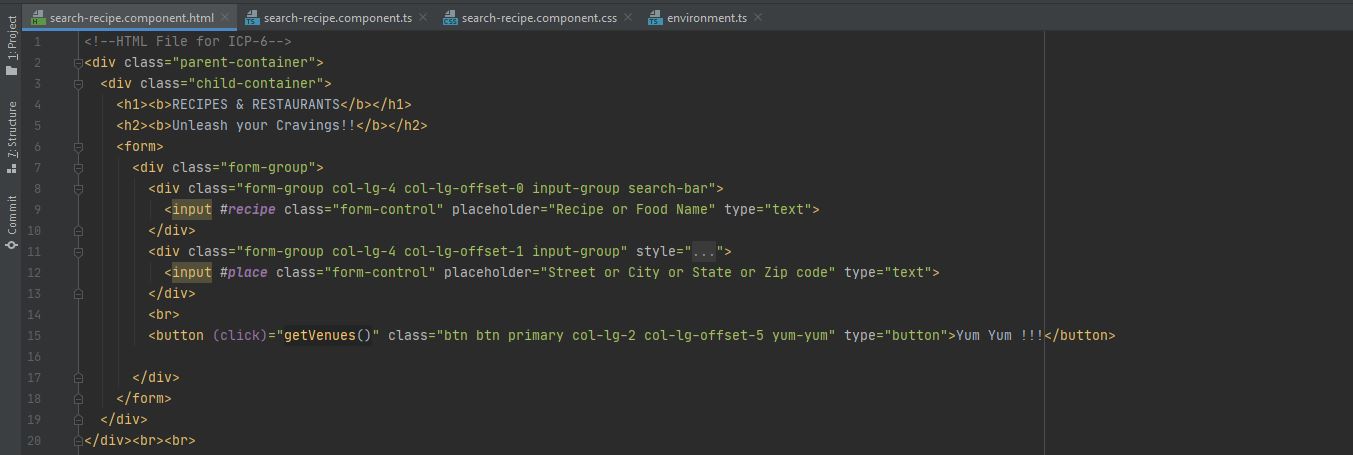 search-recipe.component.html search-recipe.component.ts search-recipe.component.css environment.ts
1: Project
7: Structure
Commit
1 <!--HTML File for ICP-6-->
2 <div class="parent-container">
3 <div class="child-container">
4 <h1><b>RECIPES & RESTAURANTS</b></h1>
5 <h2><b>Unleash your Cravings!!</b></h2>
6 <form>
7 <div class="form-group">
8 <div class="form-group col-lg-4 col-lg-offset-0 input-group search-bar">
9 <input #recipe class="form-control" placeholder="Recipe or Food Name" type="text">
10 </div>
11 <div class="form-group col-lg-4 col-lg-offset-1 input-group" style="...">
12 <input #place class="form-control" placeholder="Street or City or State or Zip code" type="text">
13 </div>
14 <br>
15 <button (click)="getVenues()" class="btn btn primary col-lg-2 col-lg-offset-5 yum-yum" type="button">Yum Yum !!!</button>
16
17 </div>
18 </form>
19 </div>
20 </div><br><br>